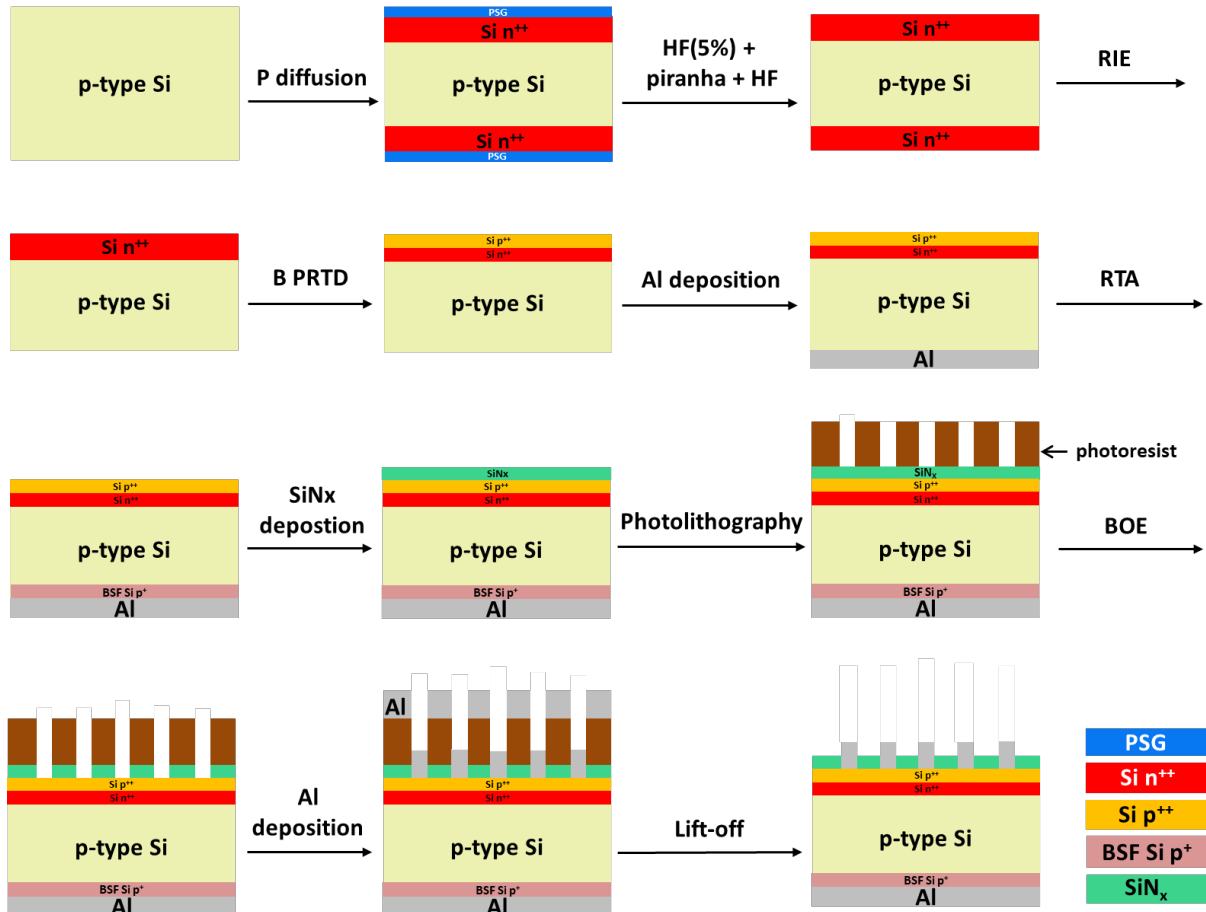 p-type Si
P diffusion
PSG
Si n++
p-type Si
Si n++
PSG
HF(5%) +
piranha + HF
Si n++
p-type Si
Si n++
RIE
Si n++
p-type Si
B PRTD
Si p++
Si n++
p-type Si
Al deposition
Si p++
Si n++
p-type Si
Al
RTA
Si p++
Si n++
p-type Si
BSF Si p+
Al
SiNx
depostion
SiNx
Si p++
Si n++
p-type Si
BSF Si p+
Al
Photolithography
photoresist
SiNx
Si p++
Si n++
p-type Si
BSF Si p+
Al
BOE
Si p++
Si n++
p-type Si
BSF Si p+
Al
Al
deposition
Al
Si p++
Si n++
p-type Si
BSF Si p+
Al
Lift-off
Si p++
Si n++
p-type Si
BSF Si p+
Al
PSG
Si n++
Si p++
BSF Si p+
SiNx